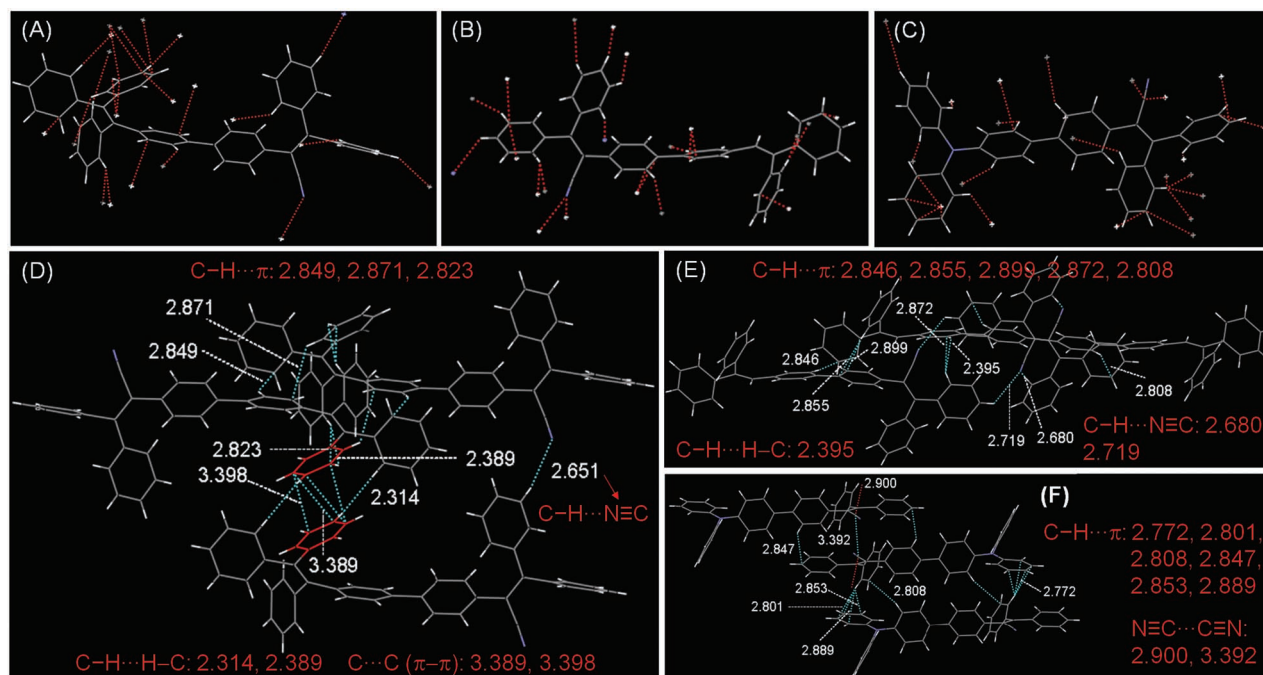 (A)
(B)
(C)
(D)
C–H···π: 2.849, 2.871, 2.823
2.871
2.849
2.823
3.398
2.389
2.314
2.651
C–H···N≡C
3.389
C–H···H–C: 2.314, 2.389
C···C (π–π): 3.389, 3.398
(E)
C–H···π: 2.846, 2.855, 2.899, 2.872, 2.808
2.872
2.846
2.899
2.395
2.855
2.808
2.719
2.680
C–H···H–C: 2.395
C–H···N≡C: 2.680
2.719
(F)
2.900
2.847
3.392
2.853
2.808
2.801
2.772
2.889
C–H···π: 2.772, 2.801,
2.808, 2.847,
2.853, 2.889
N≡C···C≡N:
2.900, 3.392